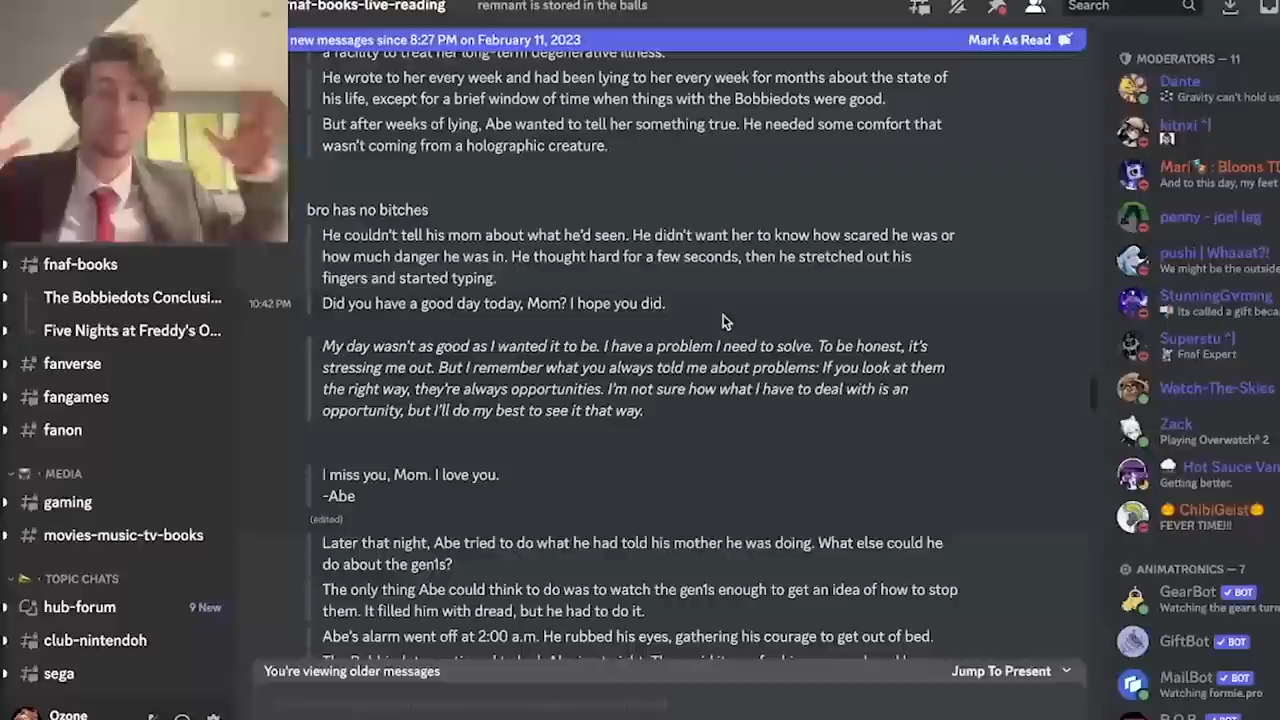 fnaf-books-live-reading
remnant is stored in the balls
Search
new messages since 8:27 PM on February 11, 2023
Mark As Read
a facility to treat her long-term degenerative illness.
He wrote to her every week and had been lying to her every week for months about the state of
his life, except for a brief window of time when things with the Bobbiedots were good.
But after weeks of lying, Abe wanted to tell her something true. He needed some comfort that
wasn't coming from a holographic creature.
bro has no bitches
He couldn't tell his mom about what he'd seen. He didn't want her to know how scared he was or
how much danger he was in. He thought hard for a few seconds, then he stretched out his
fingers and started typing.
10:42 PM
Did you have a good day today, Mom? I hope you did.
My day wasn't as good as I wanted it to be. I have a problem I need to solve. To be honest, it's
stressing me out. But I remember what you always told me about problems: If you look at them
the right way, they're always opportunities. I'm not sure how what I have to deal with is an
opportunity, but I'll do my best to see it that way.
I miss you, Mom. I love you.
-Abe
(edited)
Later that night, Abe tried to do what he had told his mother he was doing. What else could he
do about the gen1s?
The only thing Abe could think to do was to watch the gen1s enough to get an idea of how to stop
them. It filled him with dread, but he had to do it.
Abe's alarm went off at 2:00 a.m. He rubbed his eyes, gathering his courage to get out of bed.
You're viewing older messages
Jump To Present
fnaf-books
The Bobbiedots Conclusi...
Five Nights at Freddy's O...
fanverse
fangames
fanon
MEDIA
gaming
movies-music-tv-books
TOPIC CHATS
hub-forum
9 New
club-nintendoh
sega
Ozone
MODERATORS — 11
Dante
Gravity can't hold us
kitnxi ^|
Mari : Bloons TD
And to this day, my feet
penny - joel leg
pushi | Whaaat?!
We might be the outside
StunningGvming
Its called a gift beca
Superstu ^]
Fnaf Expert
Watch-The-Skies
Zack
Playing Overwatch® 2
Hot Sauce Van
Getting better.
ChibiGeist
FEVER TIME!!!
ANIMATRONICS — 7
GearBot BOT
Watching the gears turn
GiftBot BOT
MailBot BOT
Watching formie.pro
BOT